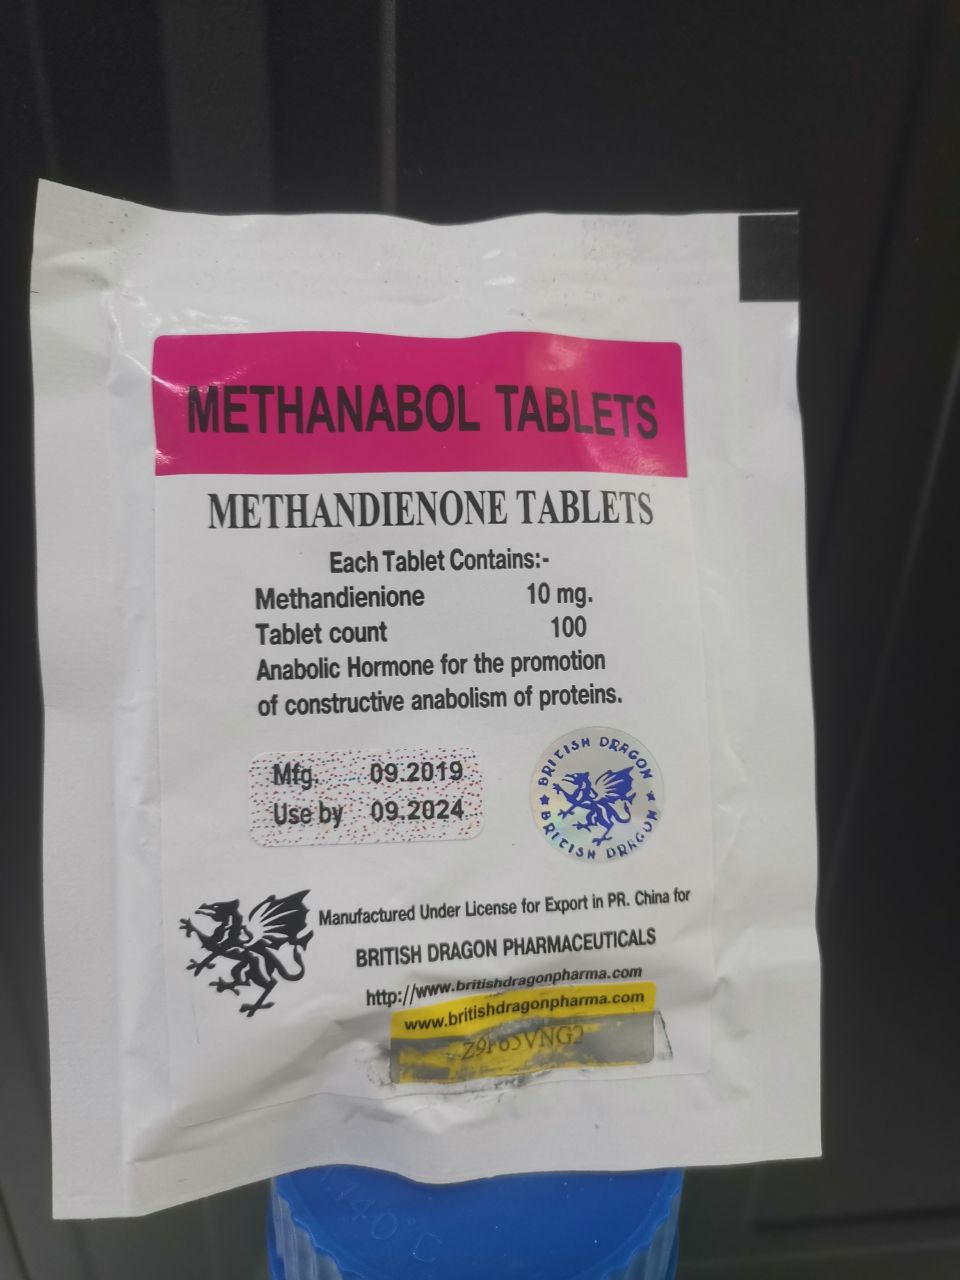 METHANABOL TABLETS
METHANDIENONE TABLETS
Each Tablet Contains:-
Methandienione 10 mg.
Tablet count 100
Anabolic Hormone for the promotion
of constructive anabolism of proteins.
Mfg. 09.2019
Use by 09.2024
BRITISH DRAGON
BRITISH DRAGON
Manufactured Under License for Export in PR. China for
BRITISH DRAGON PHARMACEUTICALS
http://www.britishdragonpharma.com
www.britishdragonpharma.com
140°C